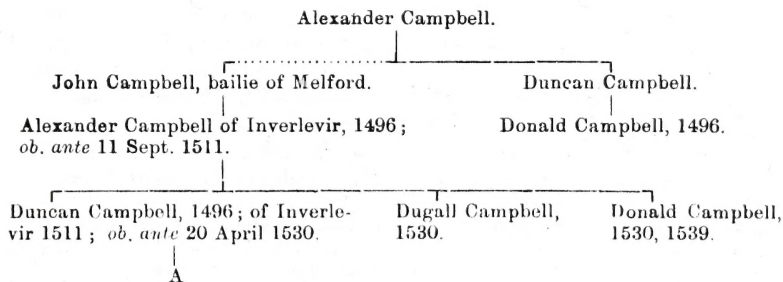 Alexander Campbell.
John Campbell, bailie of Melford.
Duncan Campbell.
Alexander Campbell of Inverlevir, 1496;
ob. ante 11 Sept. 1511.
Donald Campbell, 1496.
Duncan Campbell, 1496; of Inverle-
vir 1511; ob. ante 20 April 1530.
Dugall Campbell,
1530.
Donald Campbell,
1530, 1539.
A